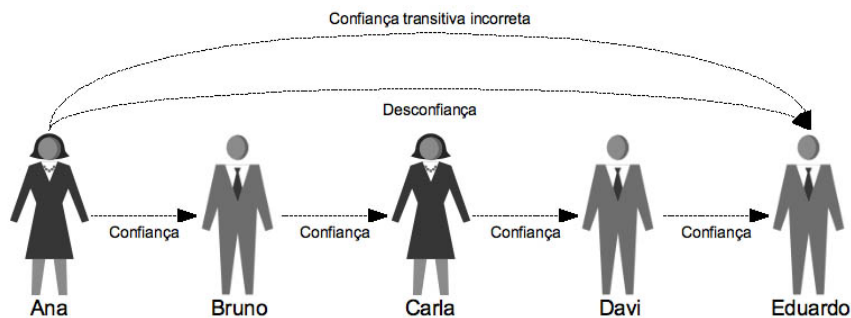 Confiança transitiva incorreta
Desconfiança
Confiança
Confiança
Confiança
Confiança
Ana
Bruno
Carla
Davi
Eduardo